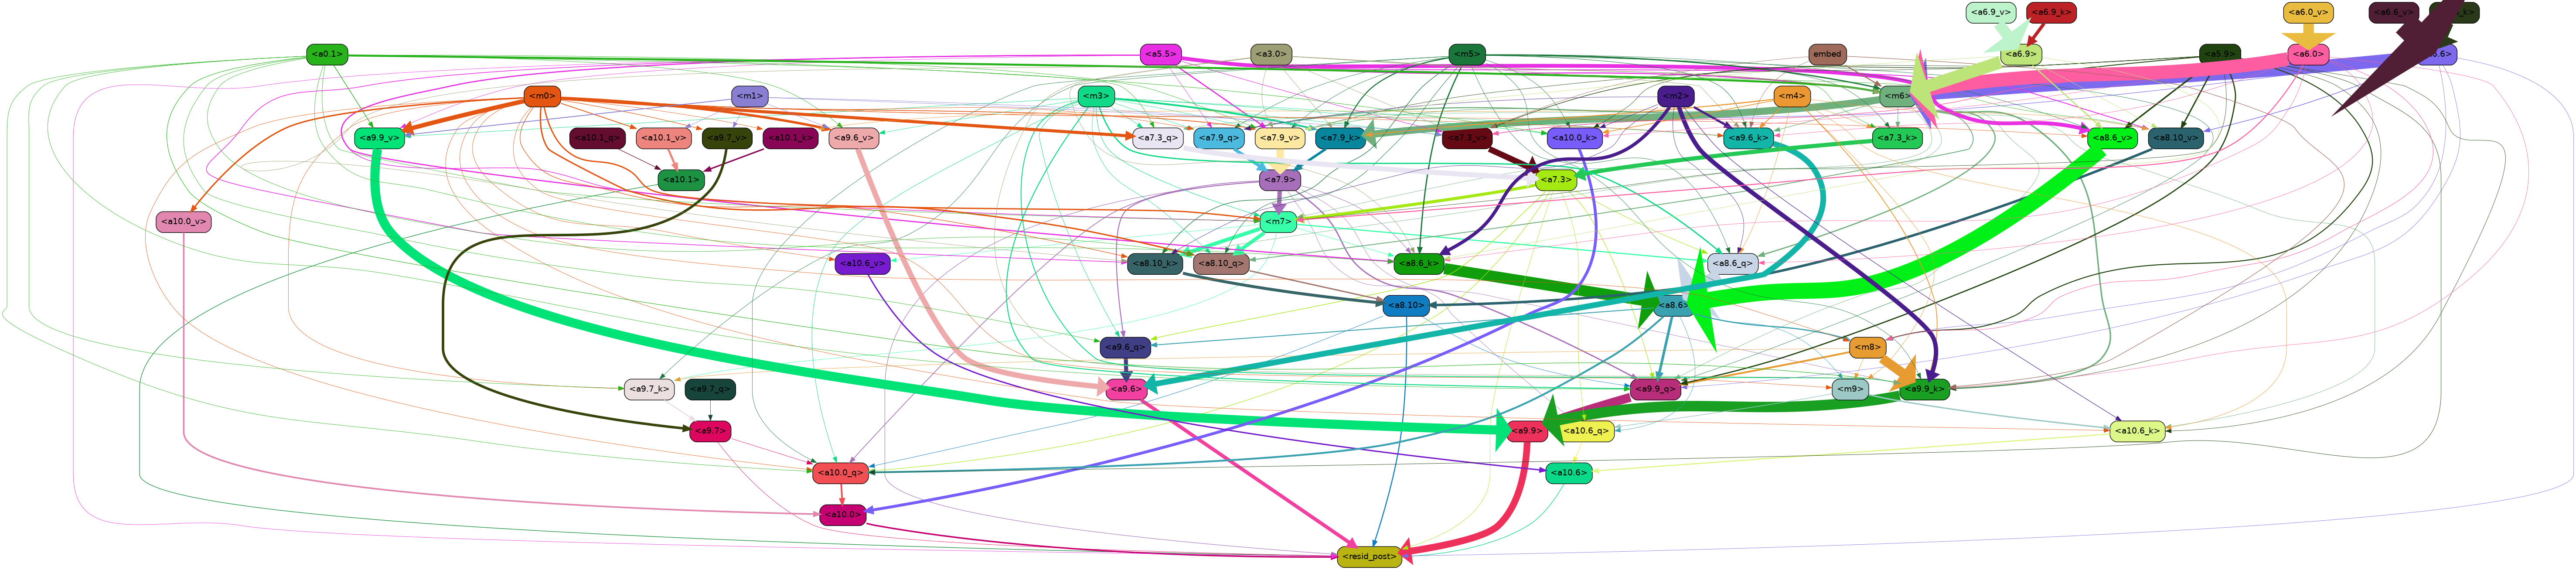 <a6.9_v> <a6.9_k> <a6.0_v> <a6.6_v>
<a0.1> <a5.5> <a3.0> <m5> embed <a6.9> <a5.9> <a6.0>
<m0> <m1> <m3> <m6> <m2> <m4>
<a9.9_v> <a10.1_q> <a10.1_v> <a9.7_v> <a10.1_k> <a9.6_v> <a7.3_q> <a7.9_q> <a7.9_v> <a7.9_k> <a7.3_v> <a10.0_k> <a9.6_k> <a7.3_k> <a8.6_v> <a8.10_v>
<a10.1> <a7.9> <a7.3>
<a10.0_v> <m7>
<a10.6_v> <a8.10_k> <a8.10_q> <a8.6_k> <a8.6_q>
<a8.10> <a8.6>
<a9.6_q> <m8>
<a9.7_k> <a9.7_q> <a9.6> <a9.9_q> <m9> <a9.9_k>
<a9.7> <a9.9> <a10.6_q> <a10.6_k>
<a10.0_q> <a10.6>
<a10.0>
<resid_post>